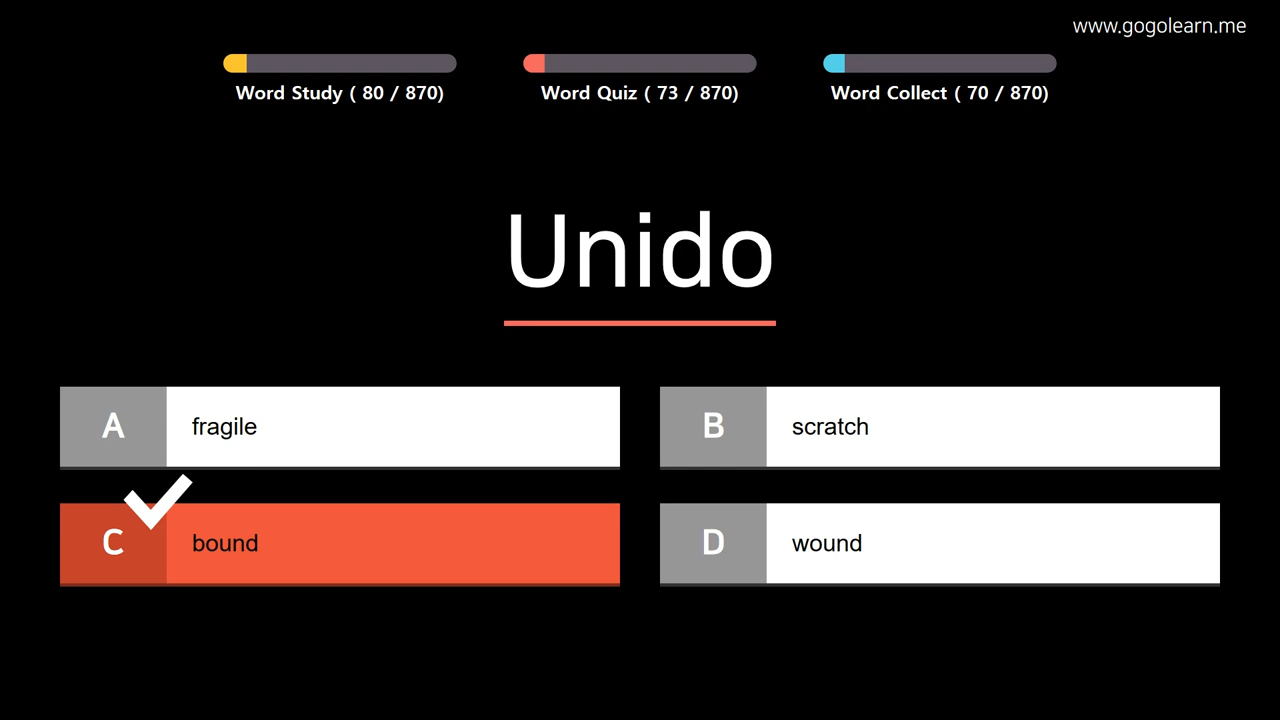 www.gogolearn.me
Word Study ( 80 / 870)
Word Quiz ( 73 / 870)
Word Collect ( 70 / 870)
Unido
A fragile
B scratch
C bound
D wound